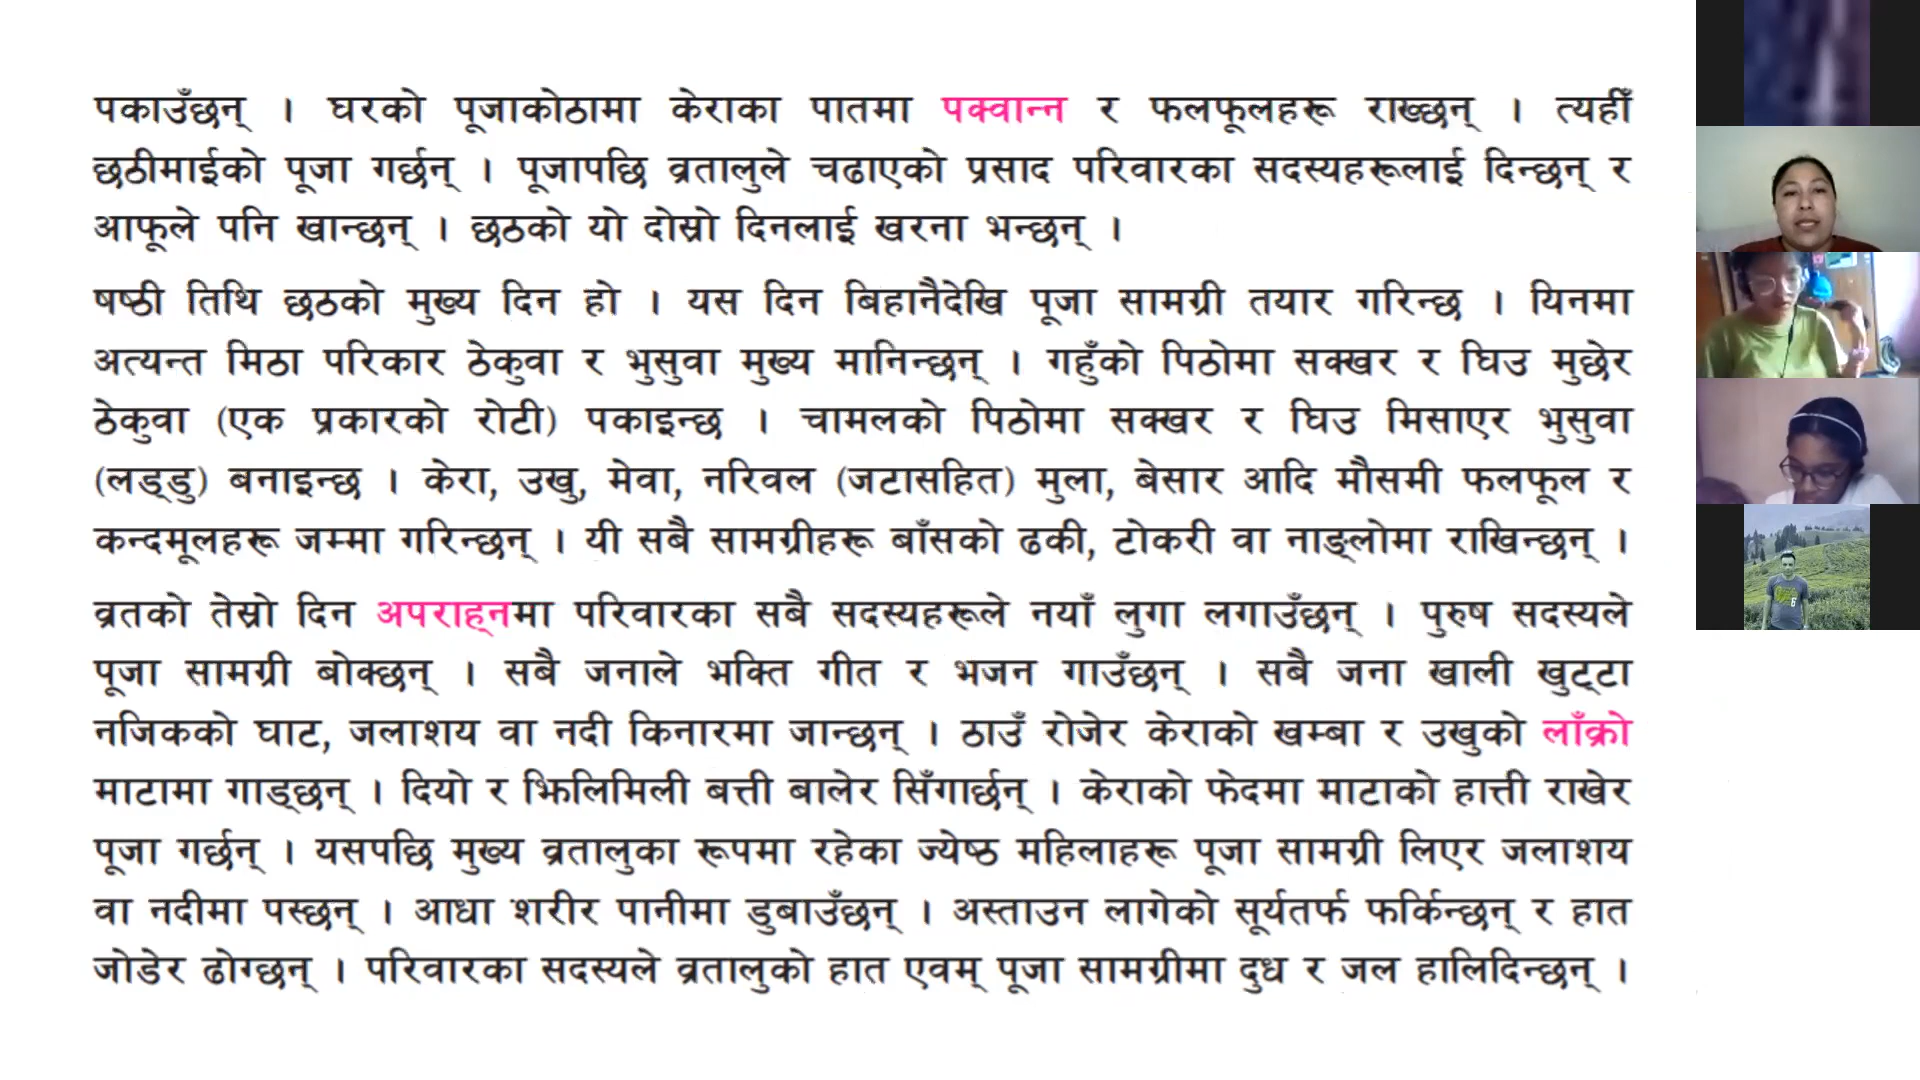 पकाउँछन् । घरको पूजाकोठामा केराका पातमा पक्वान्न र फलफूलहरू राख्छन् । त्यहीँ
छठीमाईको पूजा गर्छन् । पूजापछि व्रतालुले चढाएको प्रसाद परिवारका सदस्यहरूलाई दिन्छन् र
आफूले पनि खान्छन् । छठको यो दोस्रो दिनलाई खरना भन्छन् ।
षष्ठी तिथि छठको मुख्य दिन हो । यस दिन बिहानैदेखि पूजा सामग्री तयार गरिन्छ । यिनमा
अत्यन्त मिठा परिकार ठेकुवा र भुसुवा मुख्य मानिन्छन् । गहुँको पिठोमा सक्खर र घिउ मुछेर
ठेकुवा (एक प्रकारको रोटी) पकाइन्छ । चामलको पिठोमा सक्खर र घिउ मिसाएर भुसुवा
(लड्डु) बनाइन्छ । केरा, उखु, मेवा, नरिवल (जटासहित) मुला, बेसार आदि मौसमी फलफूल र
कन्दमूलहरू जम्मा गरिन्छन् । यी सबै सामग्रीहरू बाँसको ढकी, टोकरी वा नाङ्लोमा राखिन्छन् ।
व्रतको तेस्रो दिन अपराह्नमा परिवारका सबै सदस्यहरूले नयाँ लुगा लगाउँछन् । पुरुष सदस्यले
पूजा सामग्री बोक्छन् । सबै जनाले भक्ति गीत र भजन गाउँछन् । सबै जना खाली खुट्टा
नजिकको घाट, जलाशय वा नदी किनारमा जान्छन् । ठाउँ रोजेर केराको खम्बा र उखुको लाँक्रो
माटामा गाड्छन् । दियो र झिलिमिली बत्ती बालेर सिँगार्छन् । केराको फेदमा माटाको हात्ती राखेर
पूजा गर्छन् । यसपछि मुख्य व्रतालुका रूपमा रहेका ज्येष्ठ महिलाहरू पूजा सामग्री लिएर जलाशय
वा नदीमा पस्छन् । आधा शरीर पानीमा डुबाउँछन् । अस्ताउन लागेको सूर्यतर्फ फर्किन्छन् र हात
जोडेर ढोग्छन् । परिवारका सदस्यले व्रतालुको हात एवम् पूजा सामग्रीमा दुध र जल हालिदिन्छन् ।